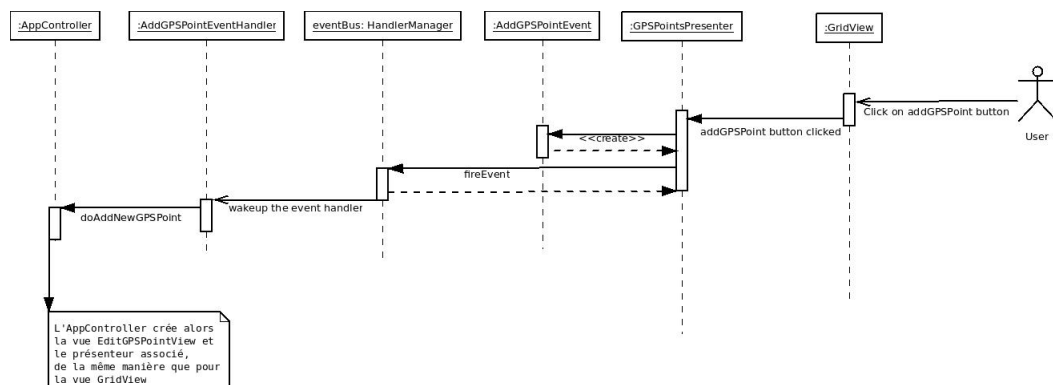 :AppController
:AddGPSPointEventHandler
eventBus: HandlerManager
:AddGPSPointEvent
:GPSPointsPresenter
:GridView
Click on addGPSPoint button
User
addGPSPoint button clicked
<<create>>
fireEvent
wakeup the event handler
doAddNewGPSPoint
L'AppController crée alors
la vue EditGPSPointView et
le présenteur associé,
de la même manière que pour
la vue GridView